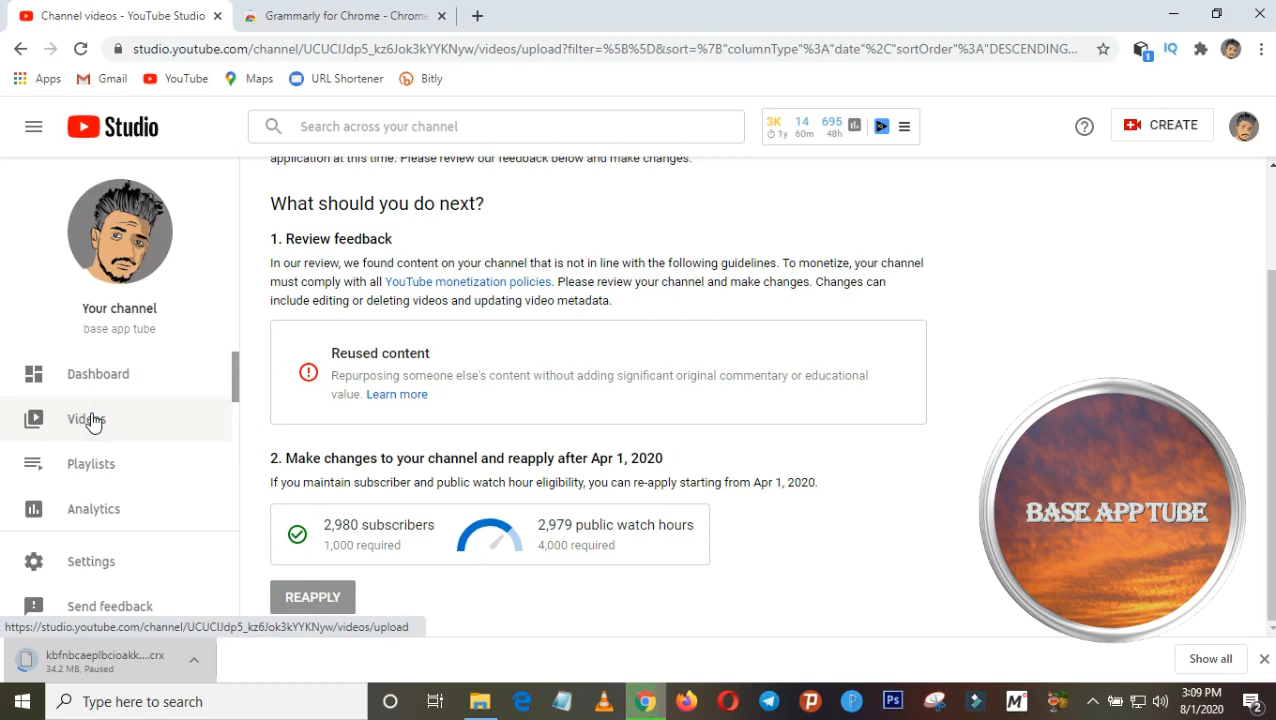 Channel videos - YouTube Studio
Grammarly for Chrome - Chrome
studio.youtube.com/channel/UCUCIJdp5_kz6Jok3kYYKNyw/videos/upload?filter=%5B%5D&sort=%7B"columnType"%3A"date"%2C"sortOrder"%3A"DESCENDING...
1
IQ
Apps
Gmail
YouTube
Maps
URL Shortener
Bitly
Studio
Search across your channel
3K
14
695
1y
60m
48h
CREATE
application at this time. Please review our feedback below and make changes.
What should you do next?
1. Review feedback
In our review, we found content on your channel that is not in line with the following guidelines. To monetize, your channel
must comply with all YouTube monetization policies. Please review your channel and make changes. Changes can
include editing or deleting videos and updating video metadata.
Reused content
Repurposing someone else's content without adding significant original commentary or educational
value. Learn more
2. Make changes to your channel and reapply after Apr 1, 2020
If you maintain subscriber and public watch hour eligibility, you can re-apply starting from Apr 1, 2020.
2,980 subscribers
1,000 required
2,979 public watch hours
4,000 required
REAPPLY
Your channel
base app tube
Dashboard
Videos
Playlists
Analytics
Settings
Send feedback
BASE APP TUBE
https://studio.youtube.com/channel/UCUCIJdp5_kz6Jok3kYYKNyw/videos/upload
kbfnbcaeplbcioakk....crx
34.2 MB, Paused
Show all
Type here to search
Ps
3:09 PM
8/1/2020
2